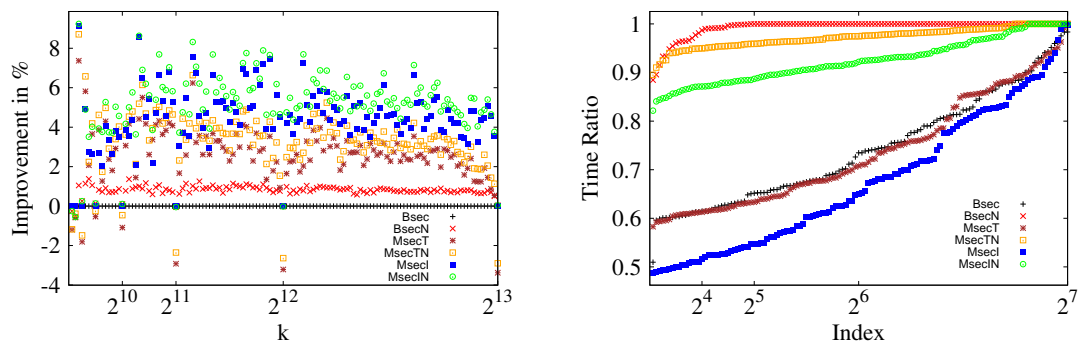 Improvement in %
8
6
4
2
0
-2
-4
2^10
2^11
2^12
2^13
k
Bsec
BsecN
MsecT
MsecTN
MsecI
MsecIN
Time Ratio
1
0.9
0.8
0.7
0.6
0.5
2^4
2^5
2^6
2^7
Index
Bsec
BsecN
MsecT
MsecTN
MsecI
MsecIN